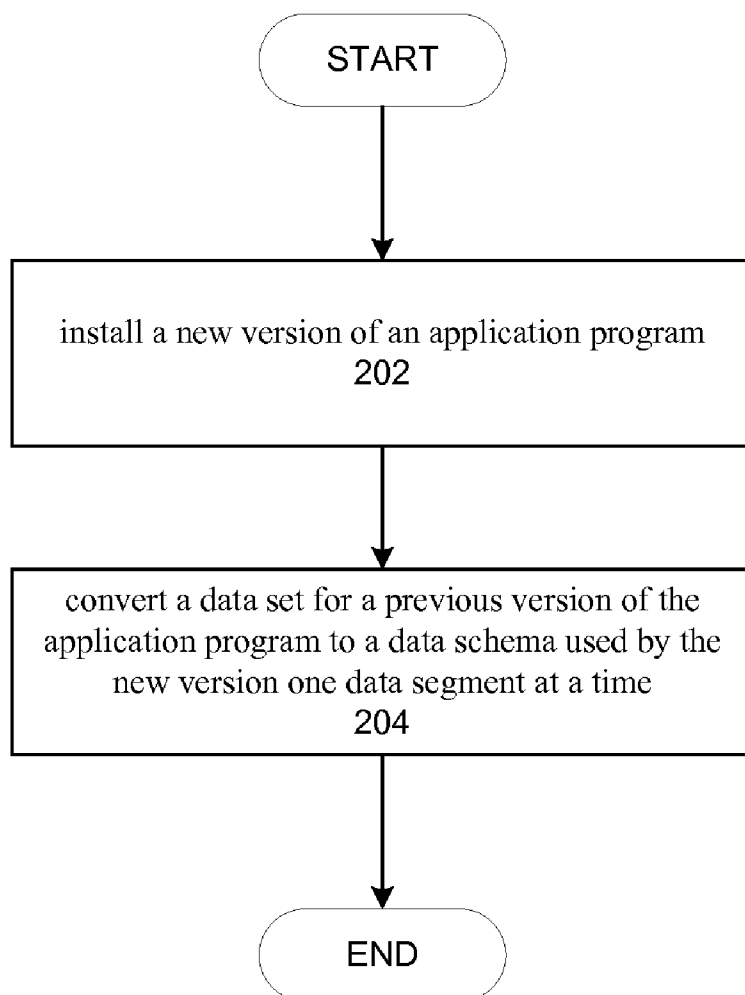 START
install a new version of an application program
202
convert a data set for a previous version of the
application program to a data schema used by the
new version one data segment at a time
204
END